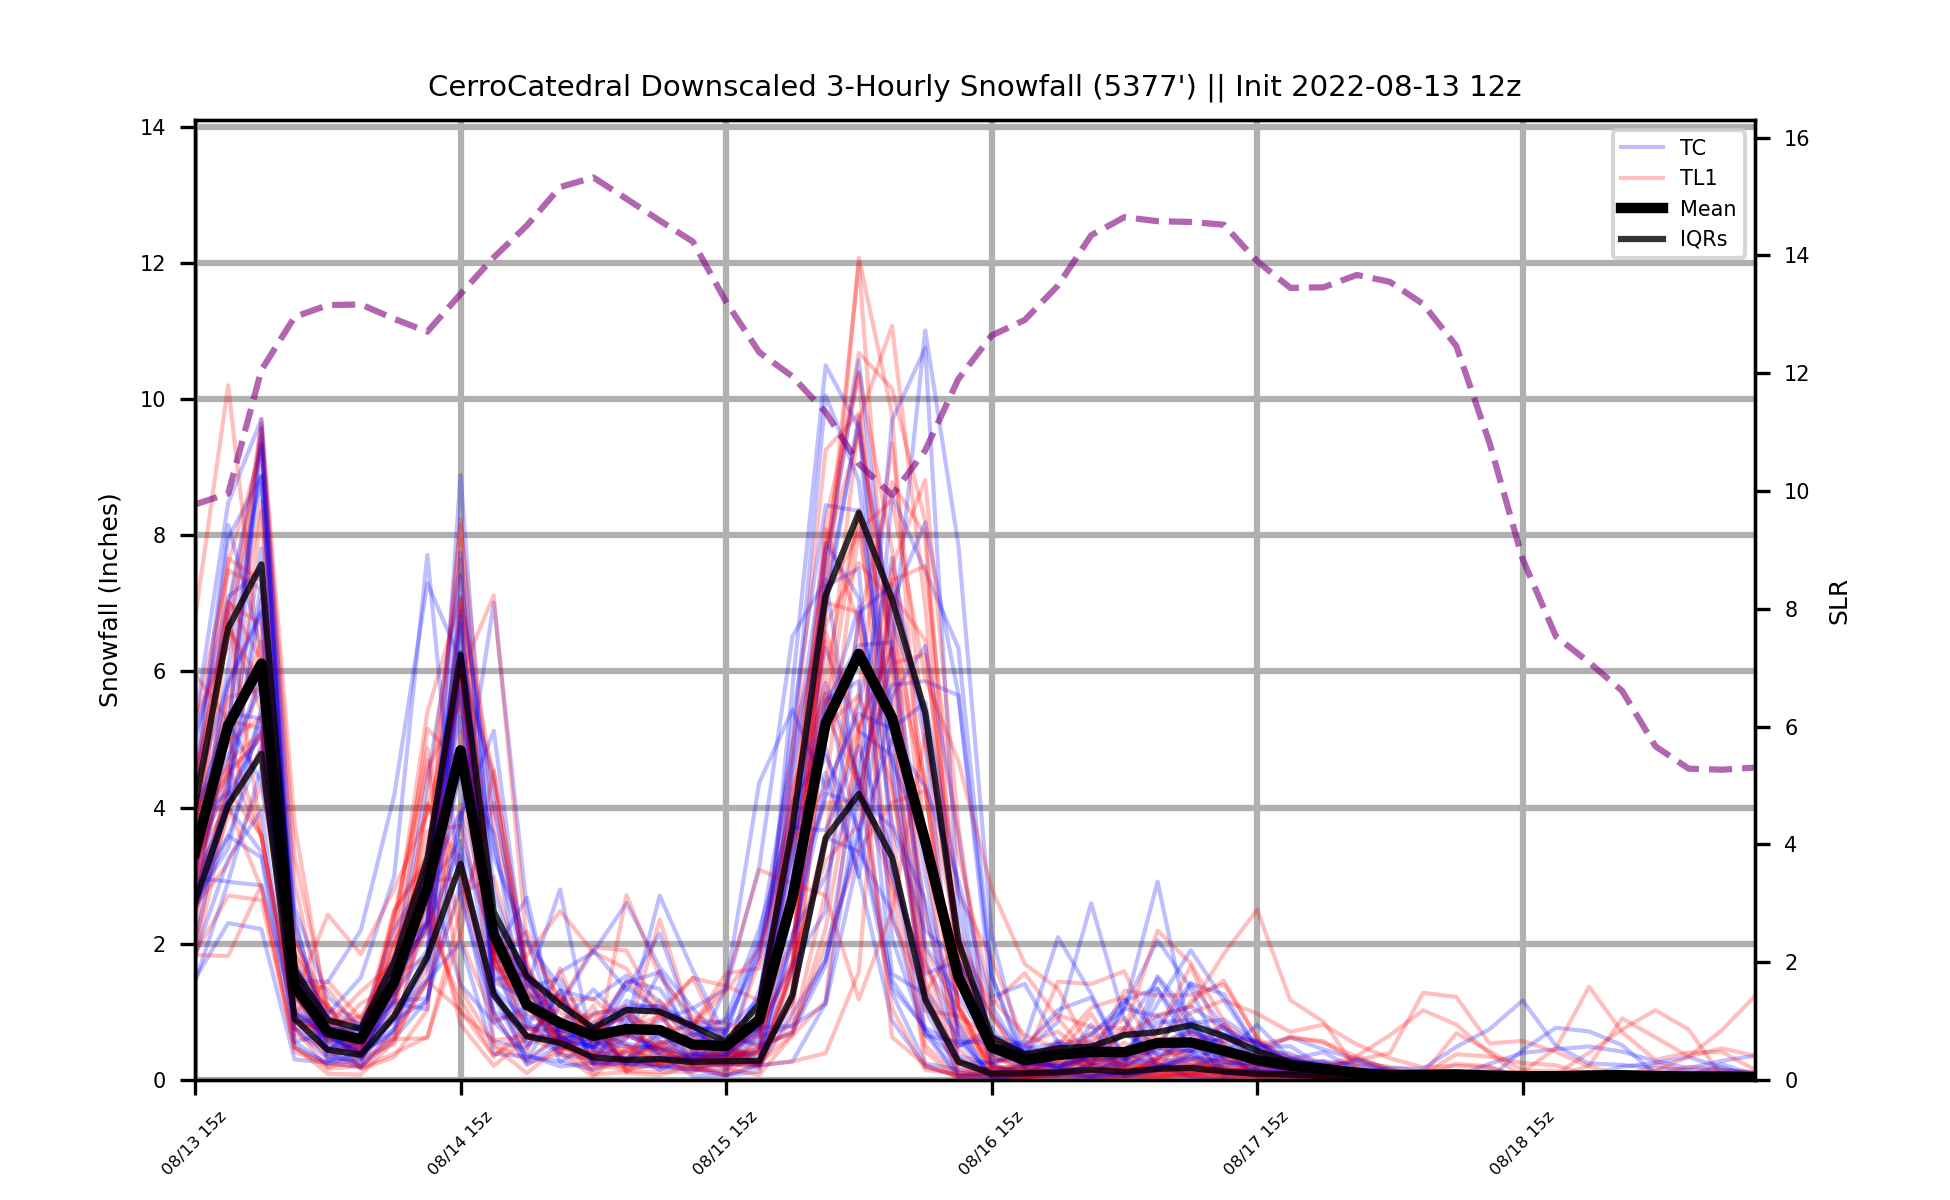 CerroCatedral Downscaled 3-Hourly Snowfall (5377') || Init 2022-08-13 12z
14
12
10
8
6
4
2
0
Snowfall (Inches)
16
14
12
10
8
6
4
2
0
SLR
TC
TL1
Mean
IQRs
08/13 15z
08/14 15z
08/15 15z
08/16 15z
08/17 15z
08/18 15z